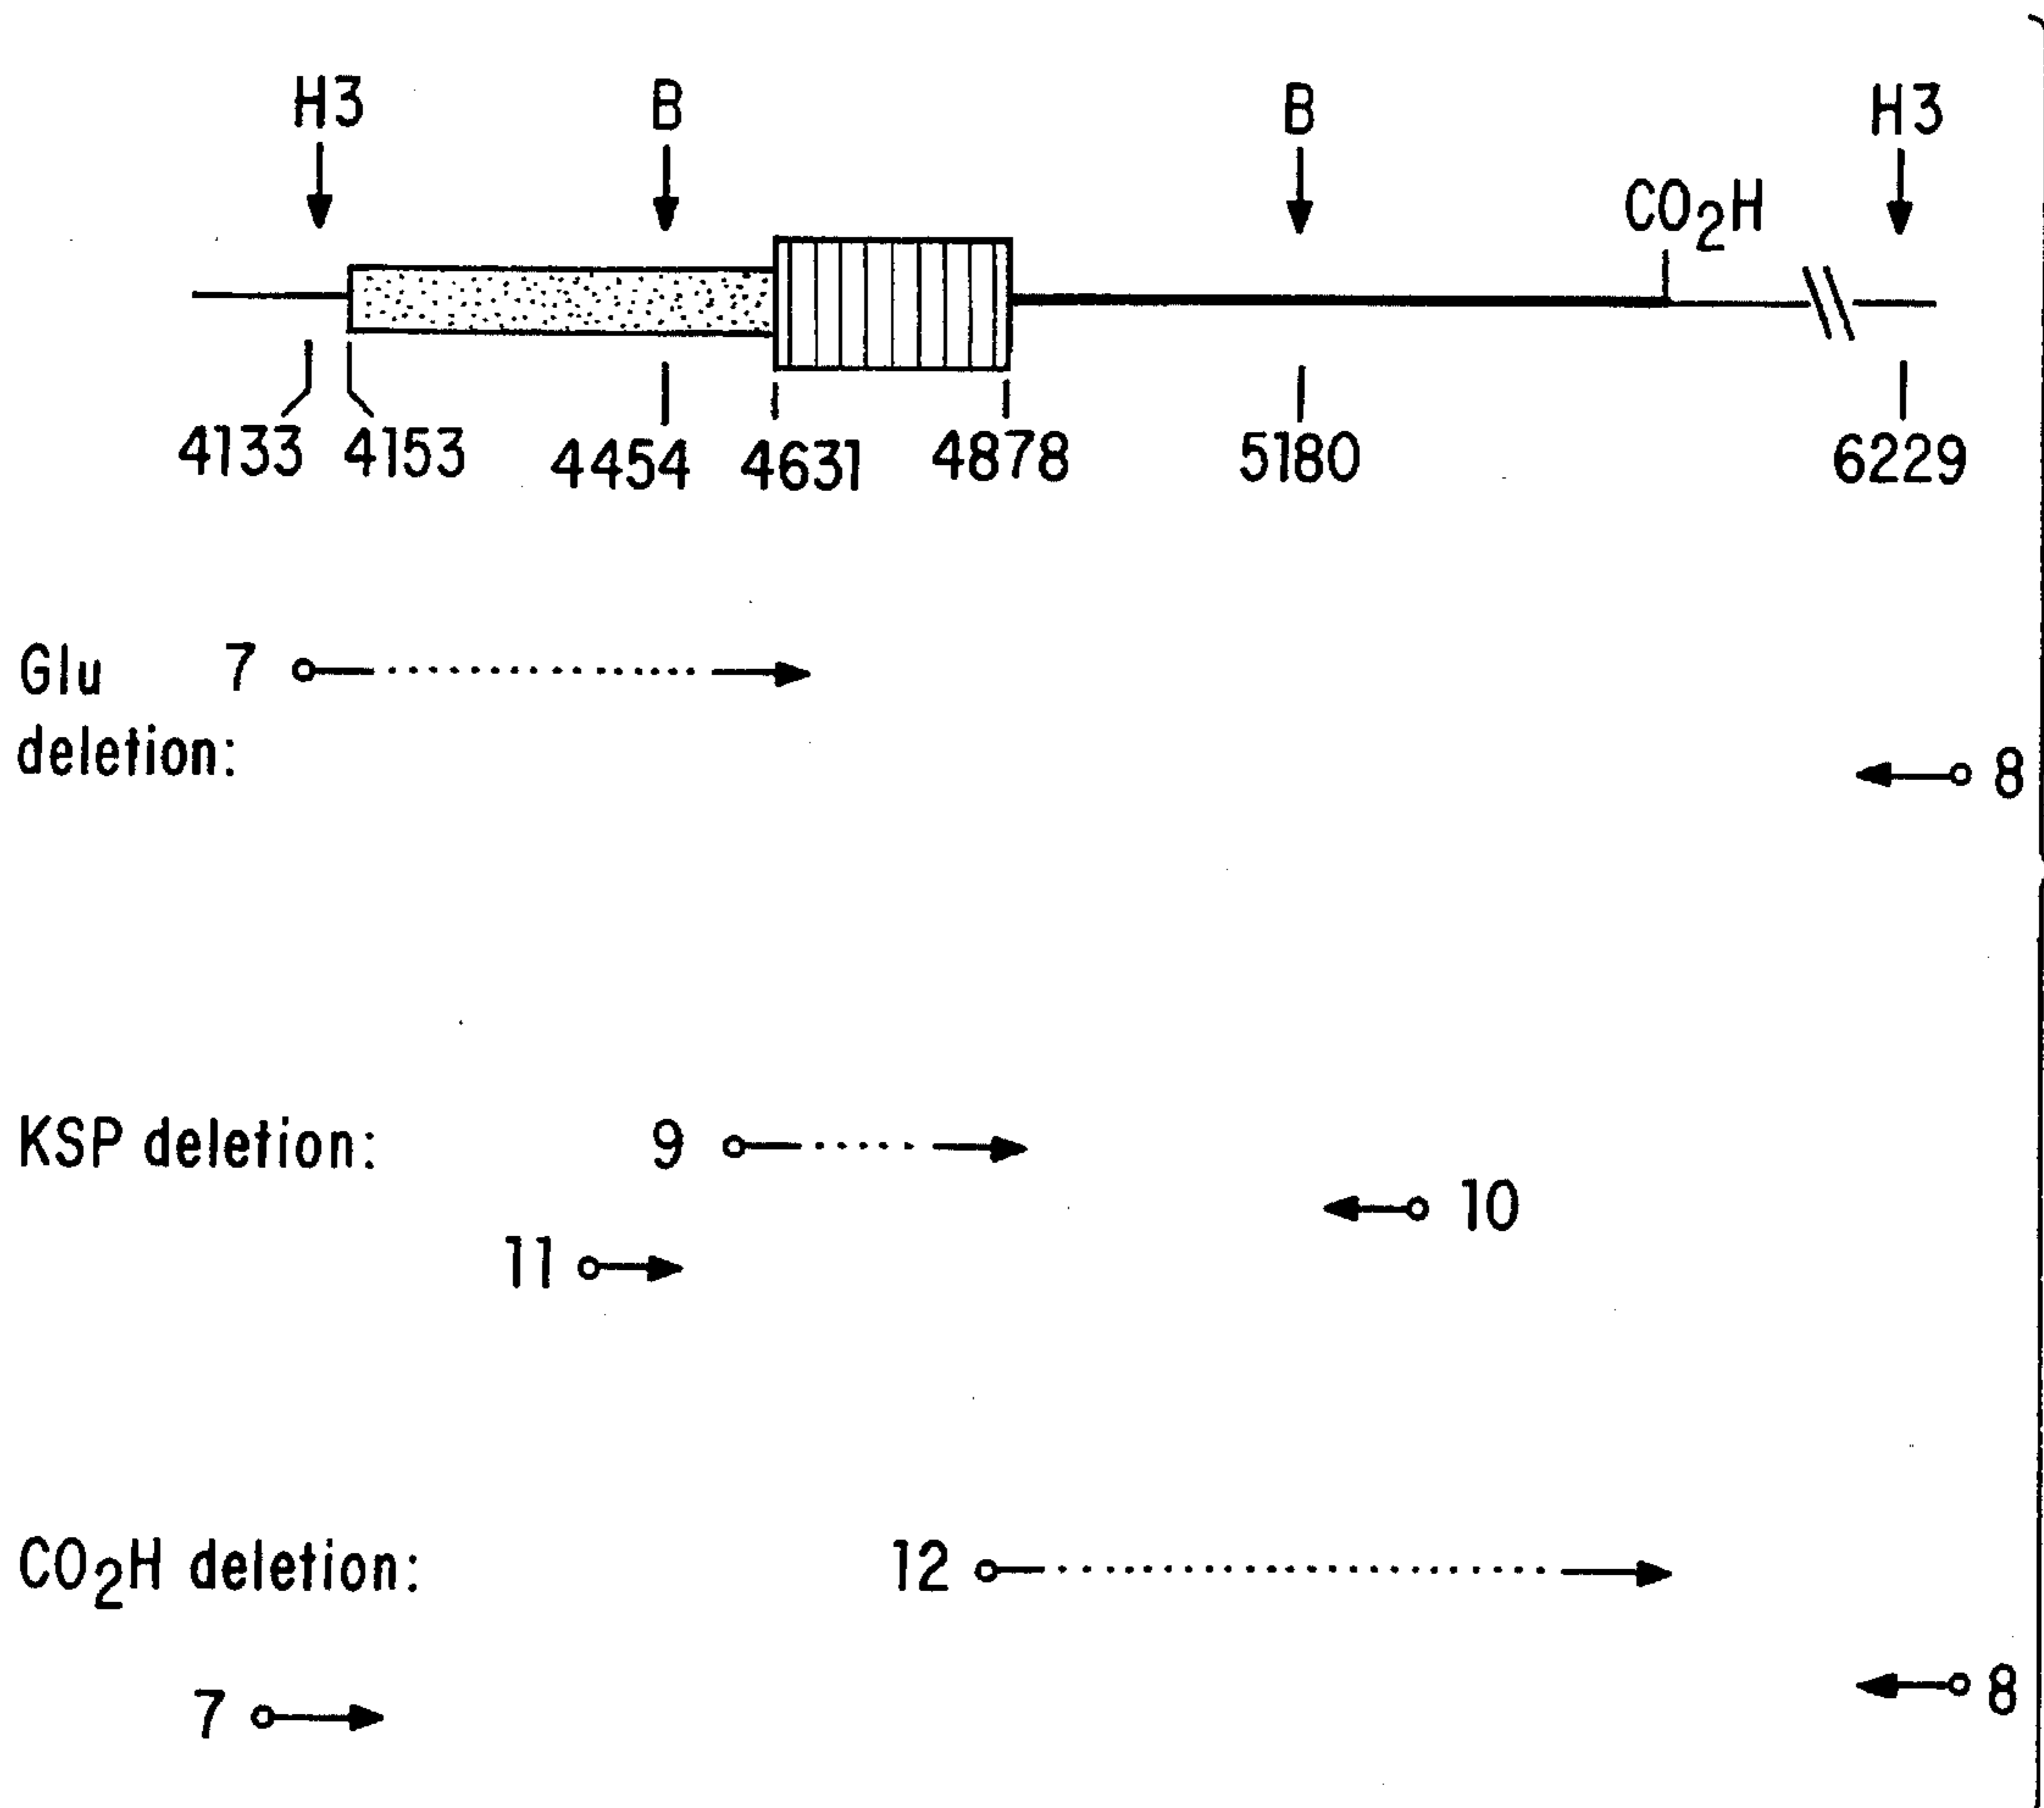 H3 B B H3
CO2H
4133 4153 4454 4631 4878 5180 6229
Glu 7
deletion:
8
KSP deletion: 9
10
11
CO2H deletion: 12
7 8